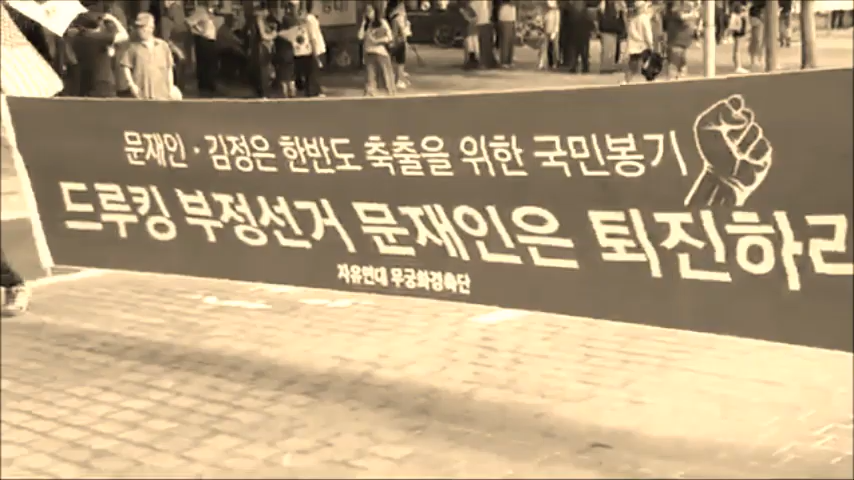 문재인·김정은 한반도 축출을 위한 국민봉기
드루킹 부정선거 문재인은 퇴진하라
자유연대 무궁화경축단